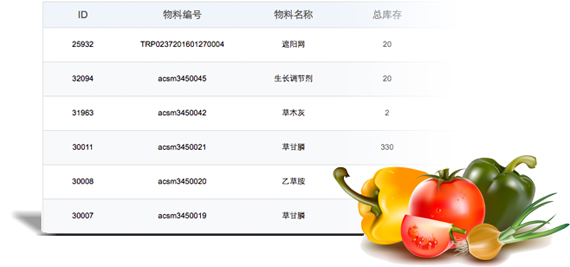 ID 物料编号 物料名称 总库存
25932 TRP0237201601270004 遮阳网 20
32094 acsm3450045 生长调节剂 20
31963 acsm3450042 草木灰 2
30011 acsm3450021 草甘膦 330
30008 acsm3450020 乙草胺
30007 acsm3450019 草甘膦